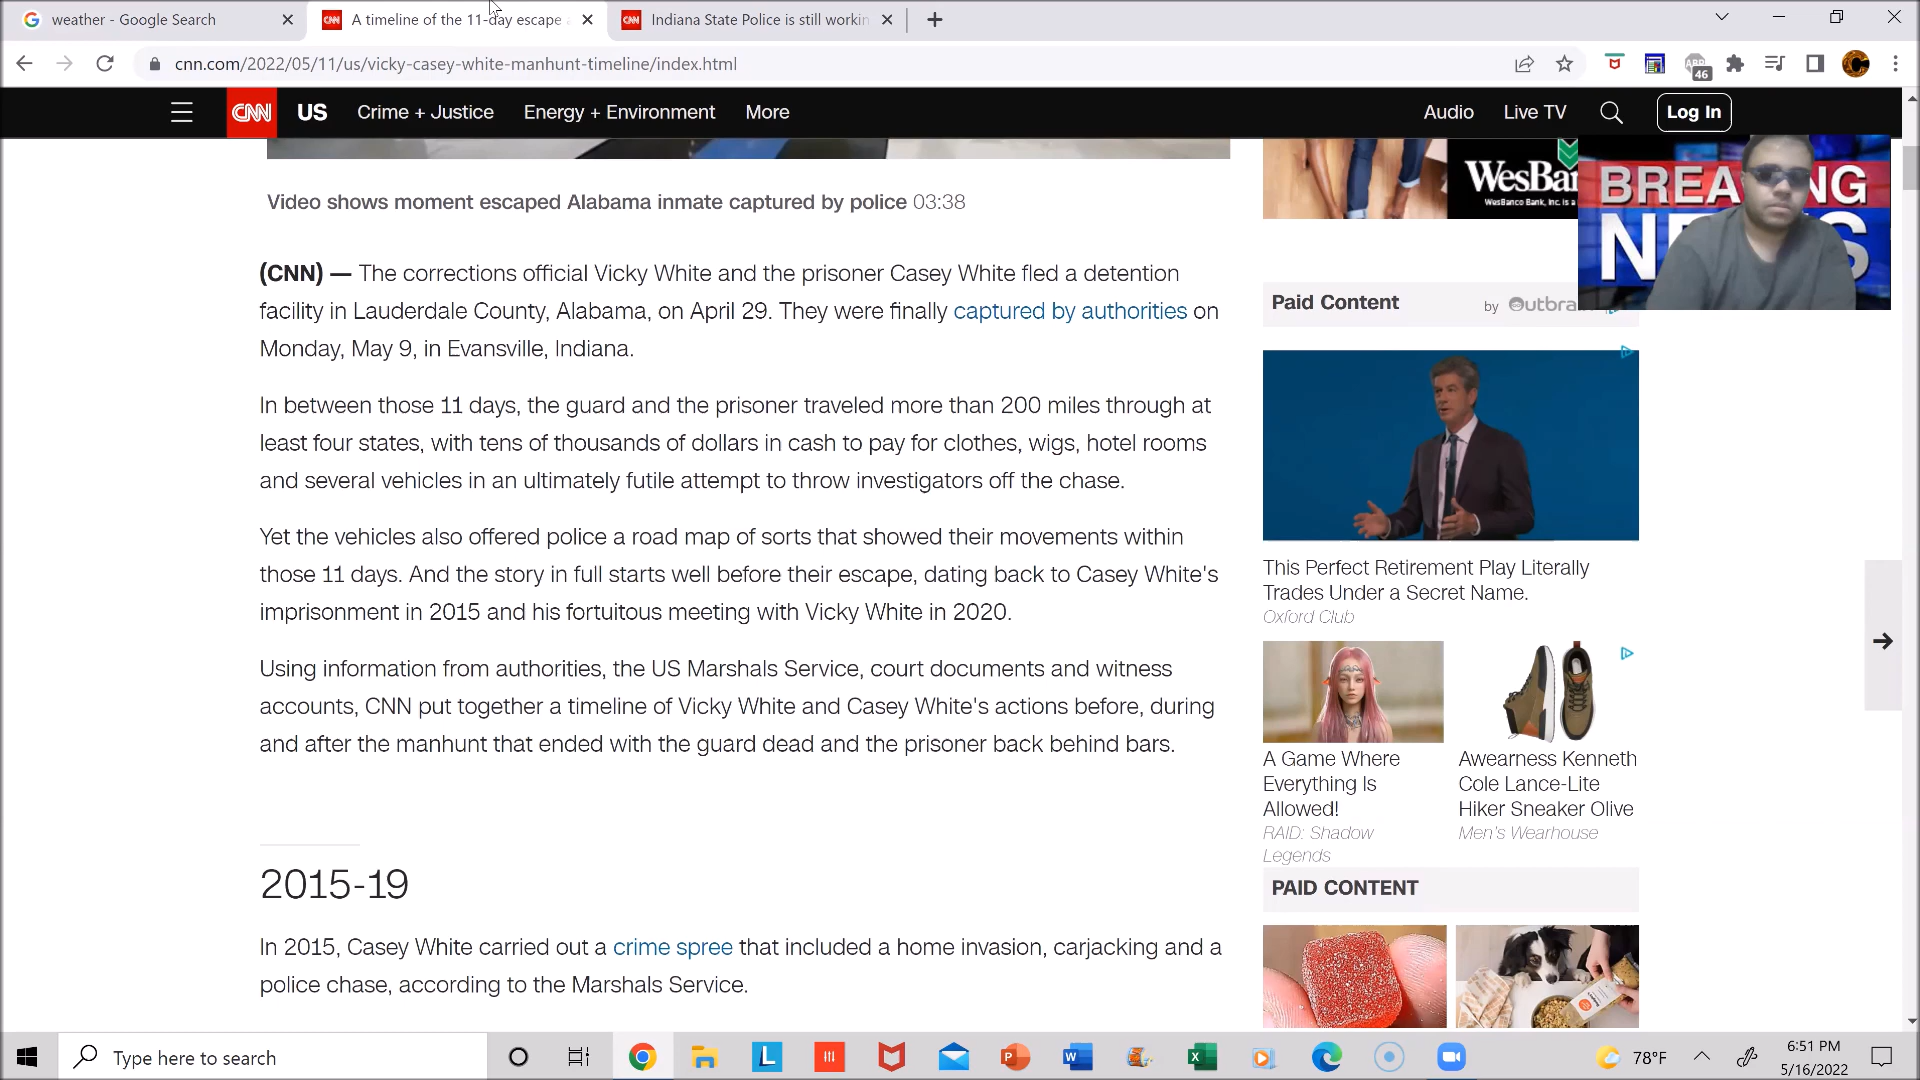 weather - Google Search
A timeline of the 11-day escape
Indiana State Police is still workin
cnn.com/2022/05/11/us/vicky-casey-white-manhunt-timeline/index.html
46
CNN US Crime + Justice Energy + Environment More Audio Live TV Log In
Video shows moment escaped Alabama inmate captured by police 03:38
(CNN) — The corrections official Vicky White and the prisoner Casey White fled a detention
facility in Lauderdale County, Alabama, on April 29. They were finally captured by authorities on
Monday, May 9, in Evansville, Indiana.
In between those 11 days, the guard and the prisoner traveled more than 200 miles through at
least four states, with tens of thousands of dollars in cash to pay for clothes, wigs, hotel rooms
and several vehicles in an ultimately futile attempt to throw investigators off the chase.
Yet the vehicles also offered police a road map of sorts that showed their movements within
those 11 days. And the story in full starts well before their escape, dating back to Casey White's
imprisonment in 2015 and his fortuitous meeting with Vicky White in 2020.
Using information from authorities, the US Marshals Service, court documents and witness
accounts, CNN put together a timeline of Vicky White and Casey White's actions before, during
and after the manhunt that ended with the guard dead and the prisoner back behind bars.
2015-19
In 2015, Casey White carried out a crime spree that included a home invasion, carjacking and a
police chase, according to the Marshals Service.
WesBan
WesBanco Bank, Inc. is a
BREA NG
N S
Paid Content by Outbra
This Perfect Retirement Play Literally
Trades Under a Secret Name.
Oxford Club
A Game Where
Everything Is
Allowed!
RAID: Shadow
Legends
Awearness Kenneth
Cole Lance-Lite
Hiker Sneaker Olive
Men's Wearhouse
PAID CONTENT
Type here to search
78°F
6:51 PM
5/16/2022